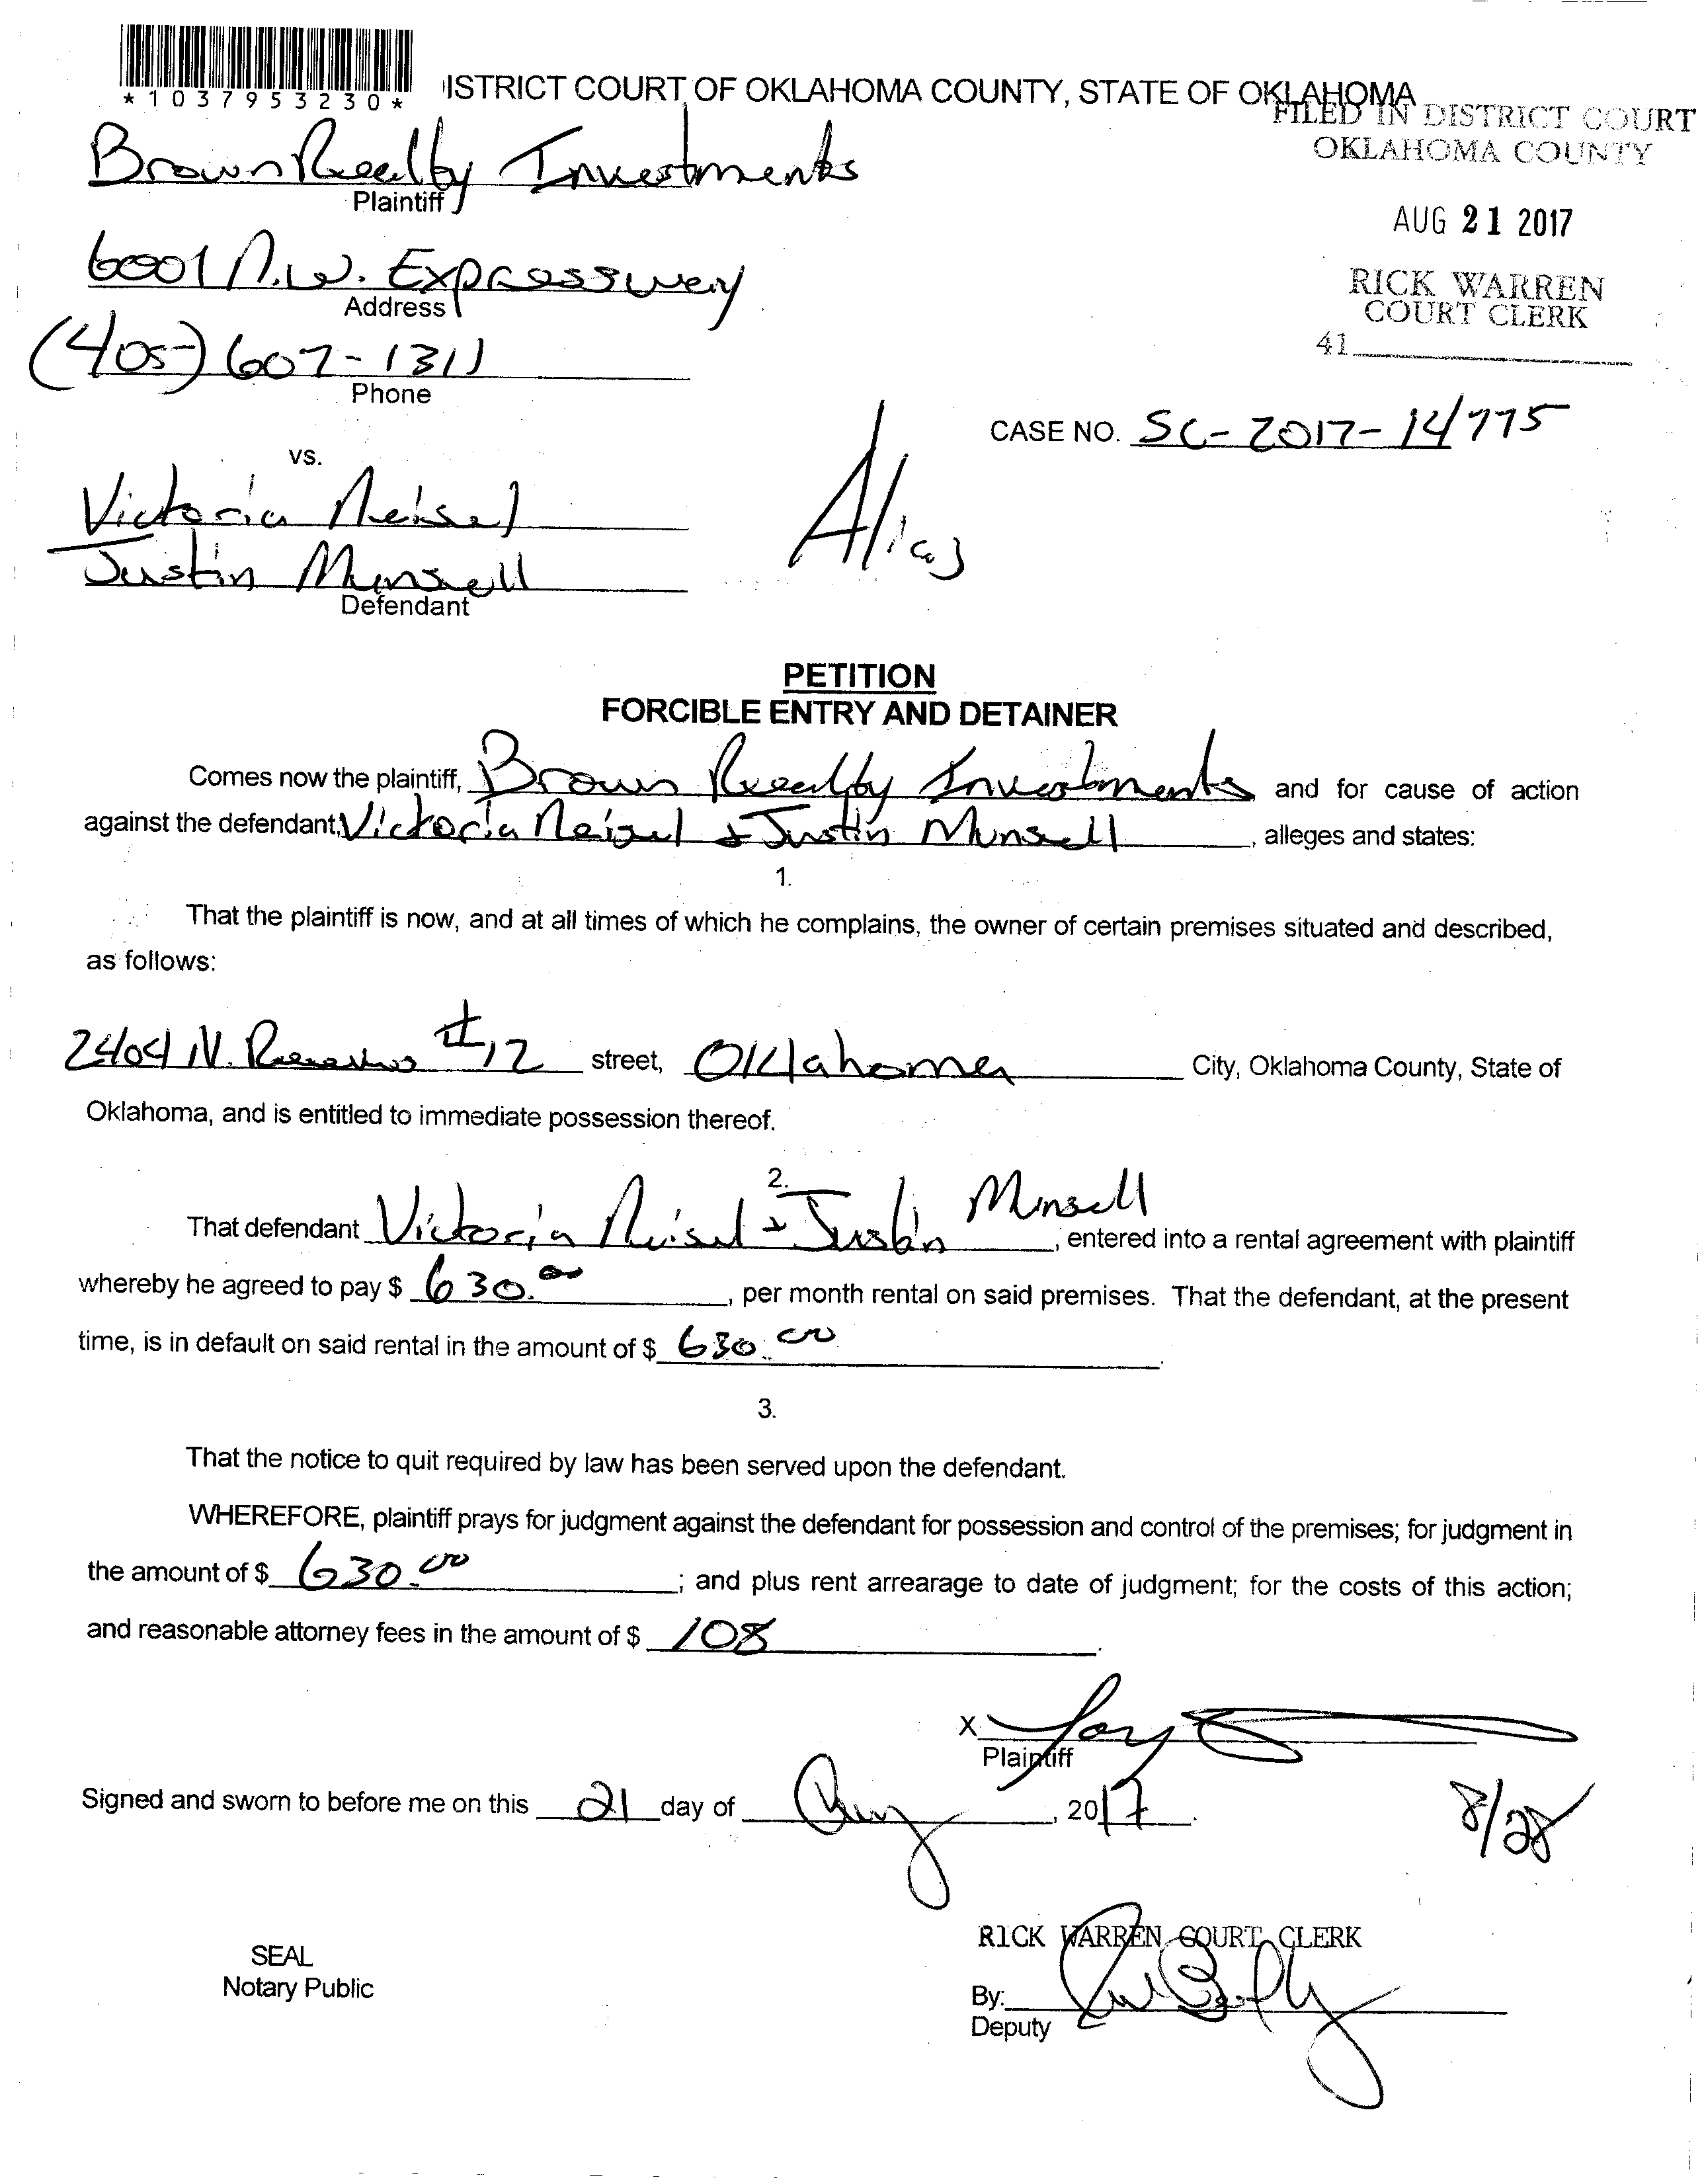 *1037953230*
ISTRICT COURT OF OKLAHOMA COUNTY, STATE OF OKLAHOMA
FILED IN DISTRICT COURT
OKLAHOMA COUNTY
Brown Realty Investments
Plaintiff
AUG 21 2017
6001 N.W. Expressway
Address
RICK WARREN
COURT CLERK
41
(405) 607-1311
Phone
CASE NO. SC-2017-14775
vs.
Victoria Neisel
Alias
Justin Munsell
Defendant
PETITION
FORCIBLE ENTRY AND DETAINER
Comes now the plaintiff, Brown Realty Investments and for cause of action
against the defendant, Victoria Neisel & Justin Munsell, alleges and states:
1.
That the plaintiff is now, and at all times of which he complains, the owner of certain premises situated and described,
as follows:
2404 N. #12 street, Oklahoma City, Oklahoma County, State of
Oklahoma, and is entitled to immediate possession thereof.
2.
That defendant Victoria Neisel & Justin Munsell, entered into a rental agreement with plaintiff
whereby he agreed to pay $ 630.00, per month rental on said premises. That the defendant, at the present
time, is in default on said rental in the amount of $ 630.00.
3.
That the notice to quit required by law has been served upon the defendant.
WHEREFORE, plaintiff prays for judgment against the defendant for possession and control of the premises; for judgment in
the amount of $ 630.00; and plus rent arrearage to date of judgment; for the costs of this action;
and reasonable attorney fees in the amount of $ 108.
X
Plaintiff
Signed and sworn to before me on this 21 day of Aug, 2017.
8/28
RICK WARREN COURT CLERK
SEAL
Notary Public
By:
Deputy